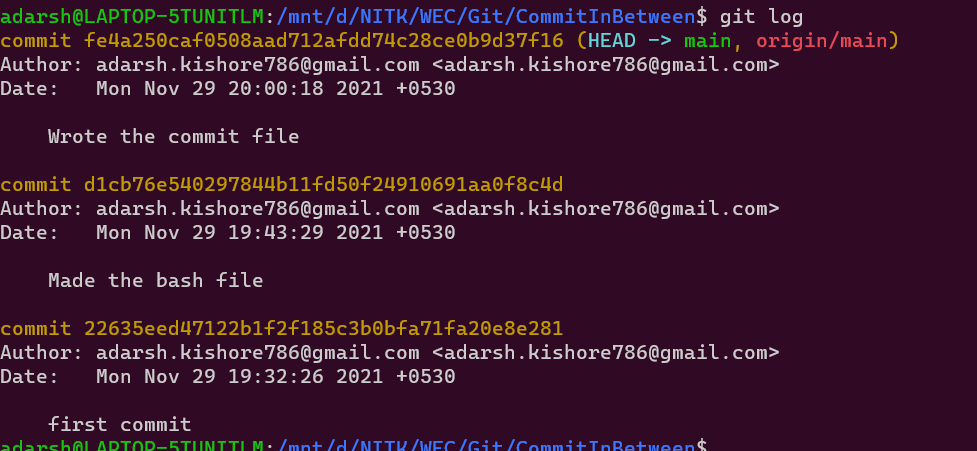 adarsh@LAPTOP-5TUNITLM:/mnt/d/NITK/WEC/Git/CommitInBetween$ git log
commit fe4a250caf0508aad712afdd74c28ce0b9d37f16 (HEAD -> main, origin/main)
Author: adarsh.kishore786@gmail.com <adarsh.kishore786@gmail.com>
Date:   Mon Nov 29 20:00:18 2021 +0530
    Wrote the commit file
commit d1cb76e540297844b11fd50f24910691aa0f8c4d
Author: adarsh.kishore786@gmail.com <adarsh.kishore786@gmail.com>
Date:   Mon Nov 29 19:43:29 2021 +0530
    Made the bash file
commit 22635eed47122b1f2f185c3b0bfa71fa20e8e281
Author: adarsh.kishore786@gmail.com <adarsh.kishore786@gmail.com>
Date:   Mon Nov 29 19:32:26 2021 +0530
    first commit
adarsh@LAPTOP-5TUNITLM:/mnt/d/NITK/WEC/Git/CommitInBetween$